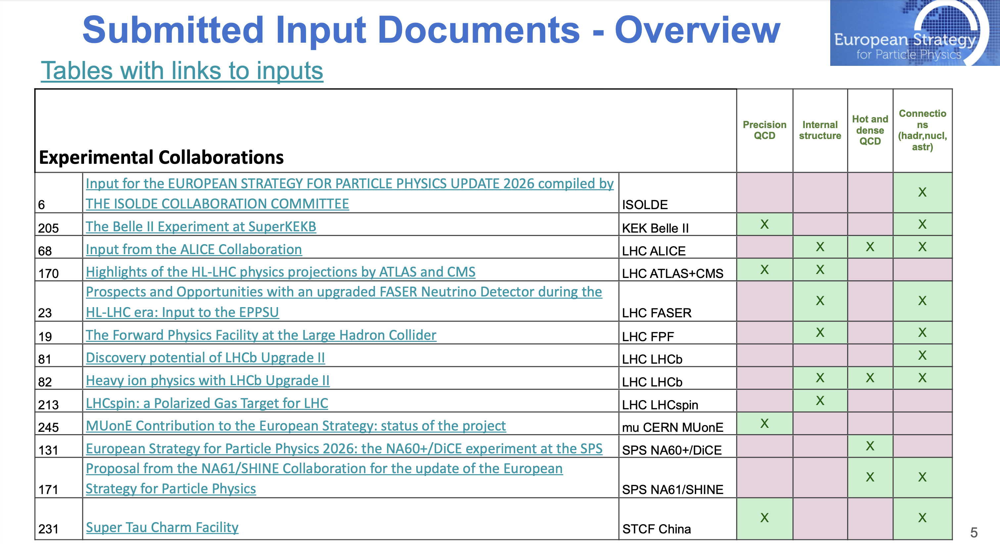 Submitted Input Documents - Overview
European Strategy
for Particle Physics
Tables with links to inputs
Experimental Collaborations
Precision
QCD
Internal
structure
Hot and
dense
QCD
Connectio
ns
(hadr,nucl,
astr)
6
Input for the EUROPEAN STRATEGY FOR PARTICLE PHYSICS UPDATE 2026 compiled by
THE ISOLDE COLLABORATION COMMITTEE
ISOLDE X
205 The Belle II Experiment at SuperKEKB KEK Belle II X X
68 Input from the ALICE Collaboration LHC ALICE X X X
170 Highlights of the HL-LHC physics projections by ATLAS and CMS LHC ATLAS+CMS X X
23
Prospects and Opportunities with an upgraded FASER Neutrino Detector during the
HL-LHC era: Input to the EPPSU
LHC FASER X X
19 The Forward Physics Facility at the Large Hadron Collider LHC FPF X X
81 Discovery potential of LHCb Upgrade II LHC LHCb X
82 Heavy ion physics with LHCb Upgrade II LHC LHCb X X X
213 LHCspin: a Polarized Gas Target for LHC LHC LHCspin X
245 MUonE Contribution to the European Strategy: status of the project mu CERN MUonE X
131 European Strategy for Particle Physics 2026: the NA60+/DiCE experiment at the SPS SPS NA60+/DiCE X
171
Proposal from the NA61/SHINE Collaboration for the update of the European
Strategy for Particle Physics
SPS NA61/SHINE X X
231 Super Tau Charm Facility STCF China X X
5